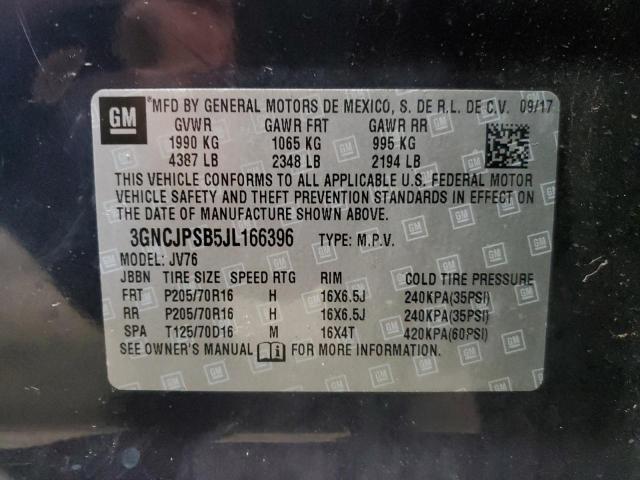 GM
®MFD BY GENERAL MOTORS DE MEXICO, S. DE R.L. DE C.V. 09/17
GVWR GAWR FRT GAWR RR
1990 KG 1065 KG 995 KG
4387 LB 2348 LB 2194 LB
THIS VEHICLE CONFORMS TO ALL APPLICABLE U.S. FEDERAL MOTOR
VEHICLE SAFETY AND THEFT PREVENTION STANDARDS IN EFFECT ON
THE DATE OF MANUFACTURE SHOWN ABOVE.
3GNCJPSB5JL166396 TYPE: M.P.V.
MODEL: JV76
JBBN TIRE SIZE SPEED RTG RIM COLD TIRE PRESSURE
FRT P205/70R16 H 16X6.5J 240KPA(35PSI)
RR P205/70R16 H 16X6.5J 240KPA(35PSI)
SPA T125/70D16 M 16X4T 420KPA(60PSI)
SEE OWNER'S MANUAL FOR MORE INFORMATION.